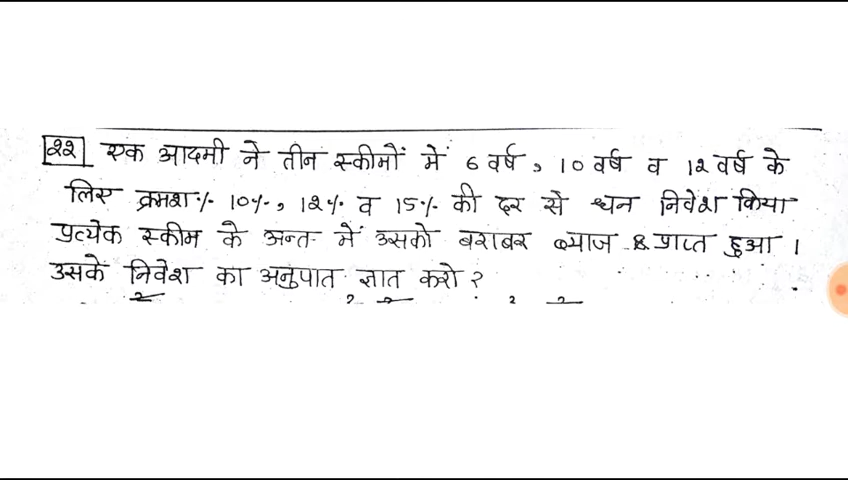 22 एक आदमी ने तीन स्कीमों में 6 वर्ष, 10 वर्ष व 12 वर्ष के
लिए क्रमश% 10%, 12% व 15% की दर से धन निवेश किया
प्रत्येक स्कीम के अन्त में उसको बराबर ब्याज & प्राप्त हुआ ।
उसके निवेश का अनुपात ज्ञात करो ?